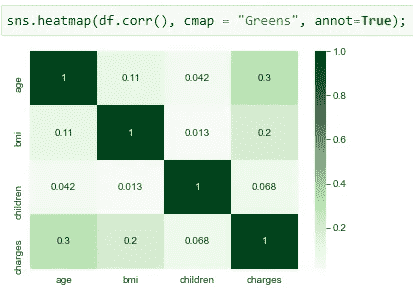 sns.heatmap(df.corr(), cmap = "Greens", annot=True);
1.0
age 1 0.11 0.042 0.3
0.8
bmi 0.11 1 0.013 0.2
0.6
children 0.042 0.013 1 0.068
0.4
charges 0.3 0.2 0.068 1
0.2
age bmi children charges